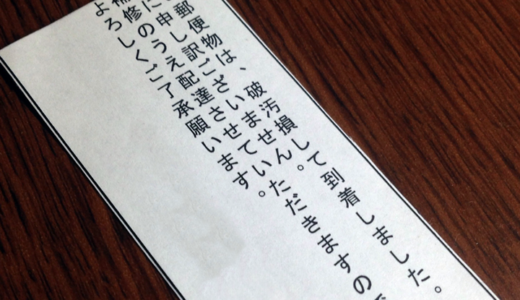 郵便物は、破汚損して到着しました。
に申し訳ございません。
補修のうえ配達させていただきますので
よろしくご了承願います。